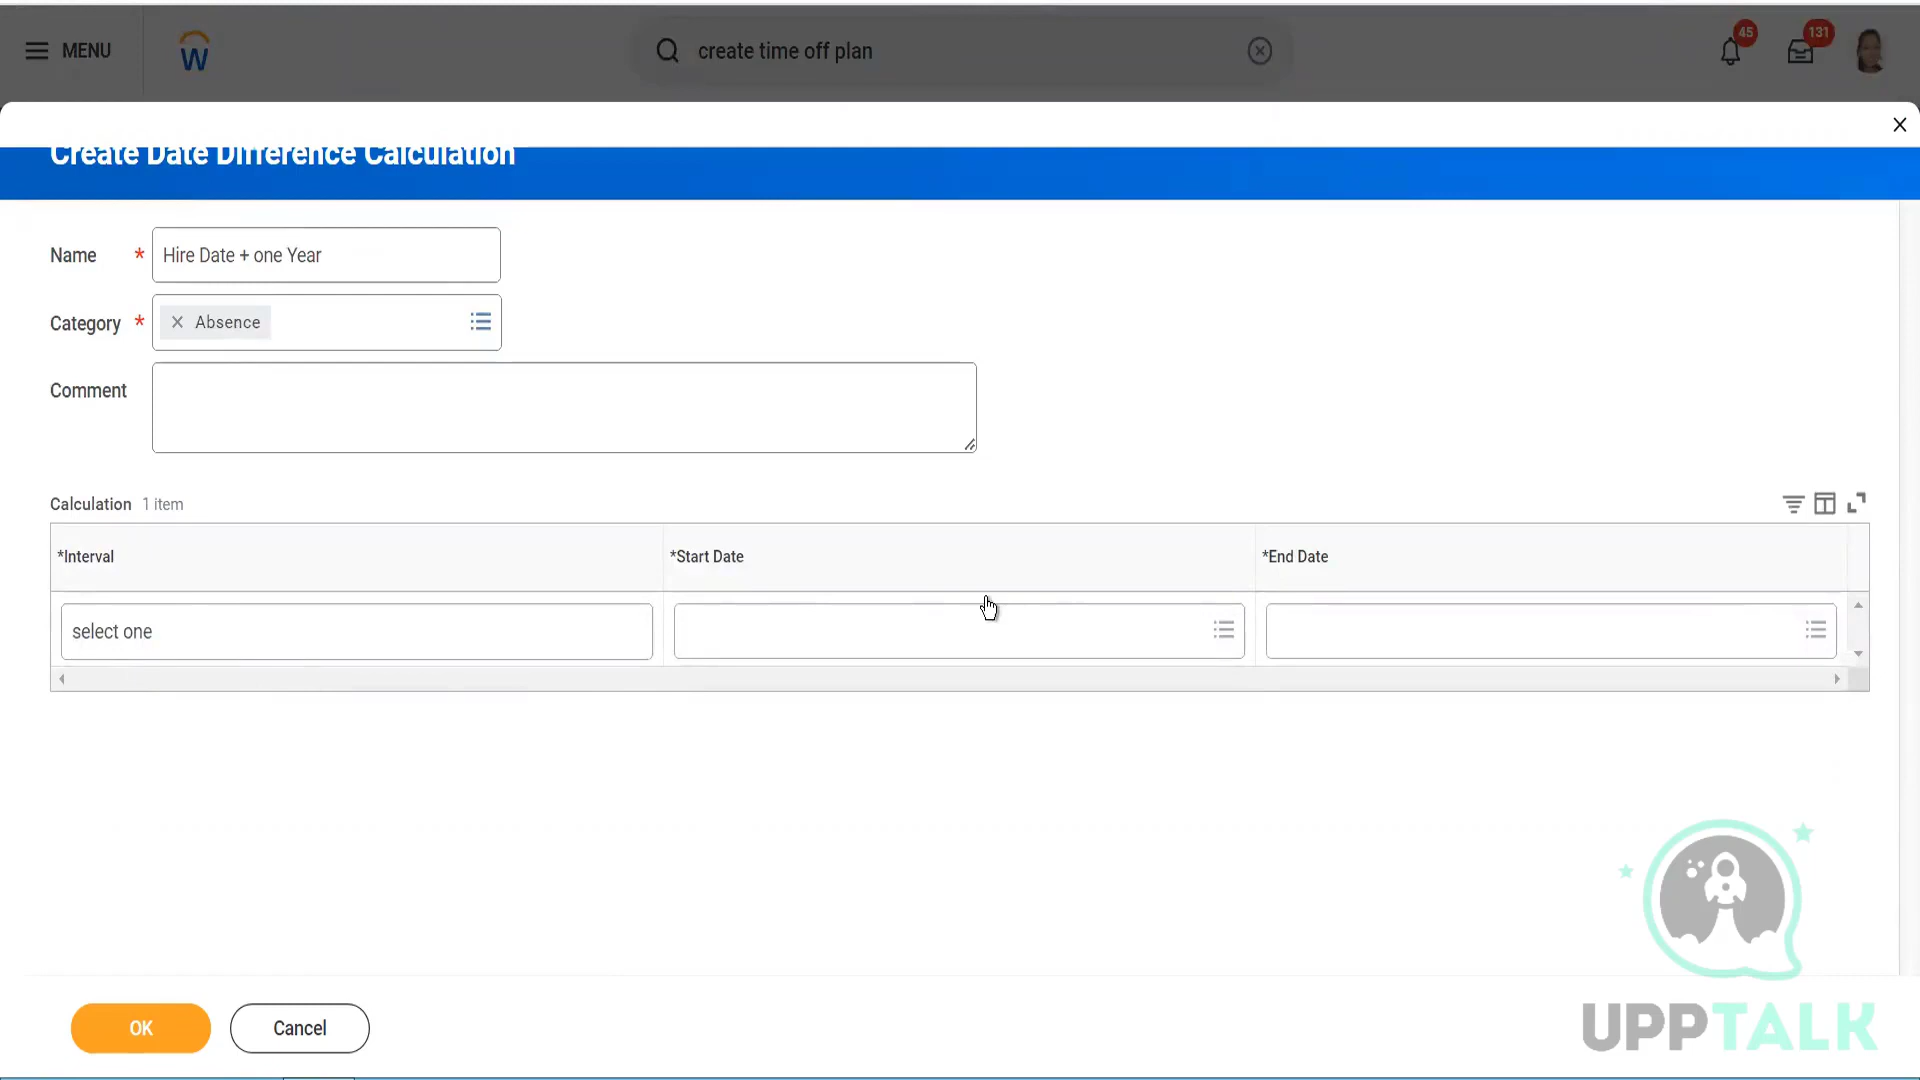 MENU
W
create time off plan
45
131
Create Date Difference Calculation
Name *
Hire Date + one Year
Category *
Absence
Comment
Calculation 1 item
*Interval
*Start Date
*End Date
select one
OK
Cancel
UPPTALK